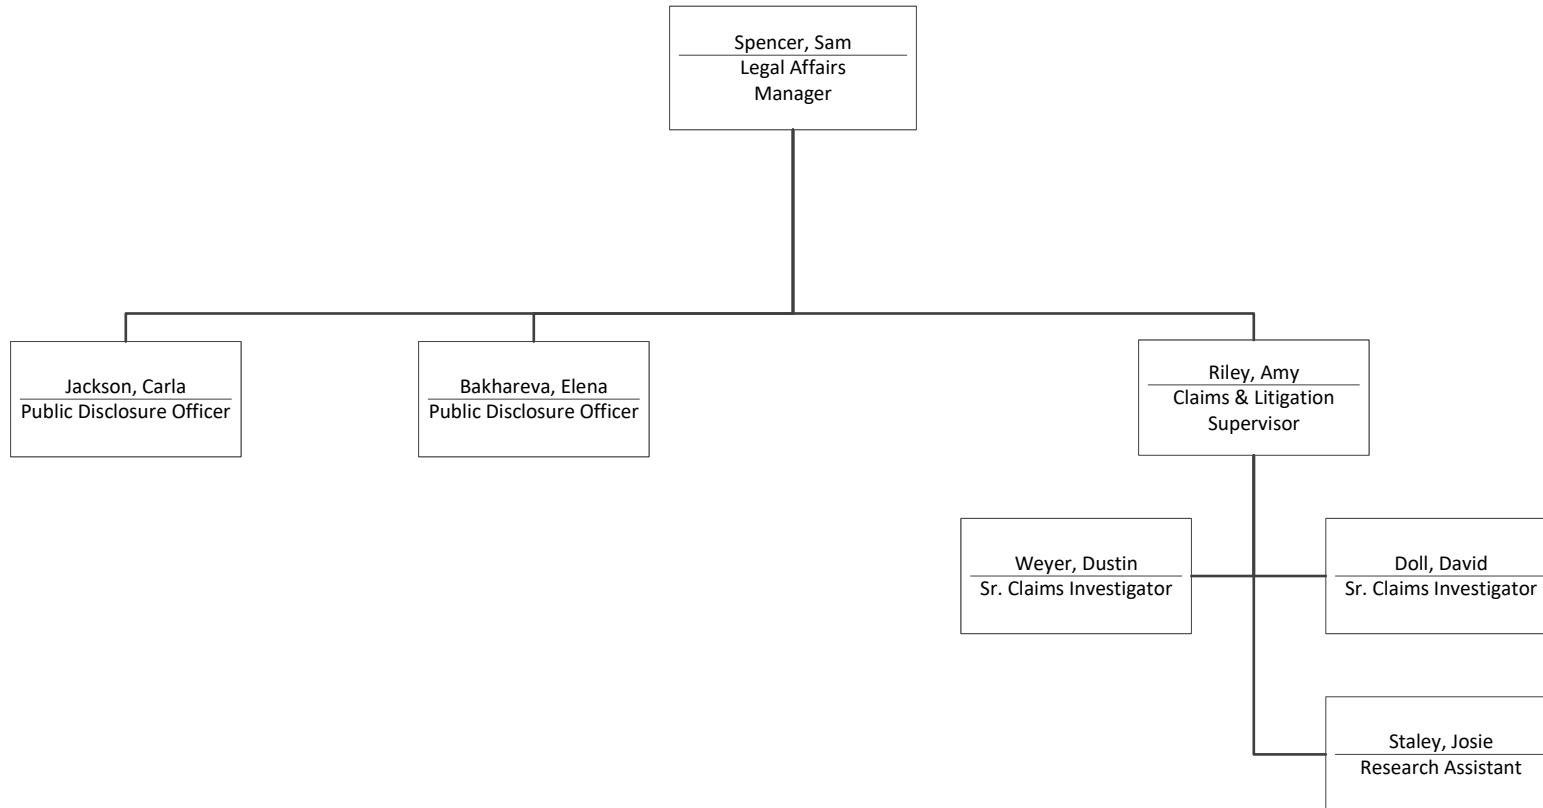 Spencer, Sam
Legal Affairs
Manager
Jackson, Carla
Public Disclosure Officer
Bakhareva, Elena
Public Disclosure Officer
Riley, Amy
Claims & Litigation
Supervisor
Weyer, Dustin
Sr. Claims Investigator
Doll, David
Sr. Claims Investigator
Staley, Josie
Research Assistant